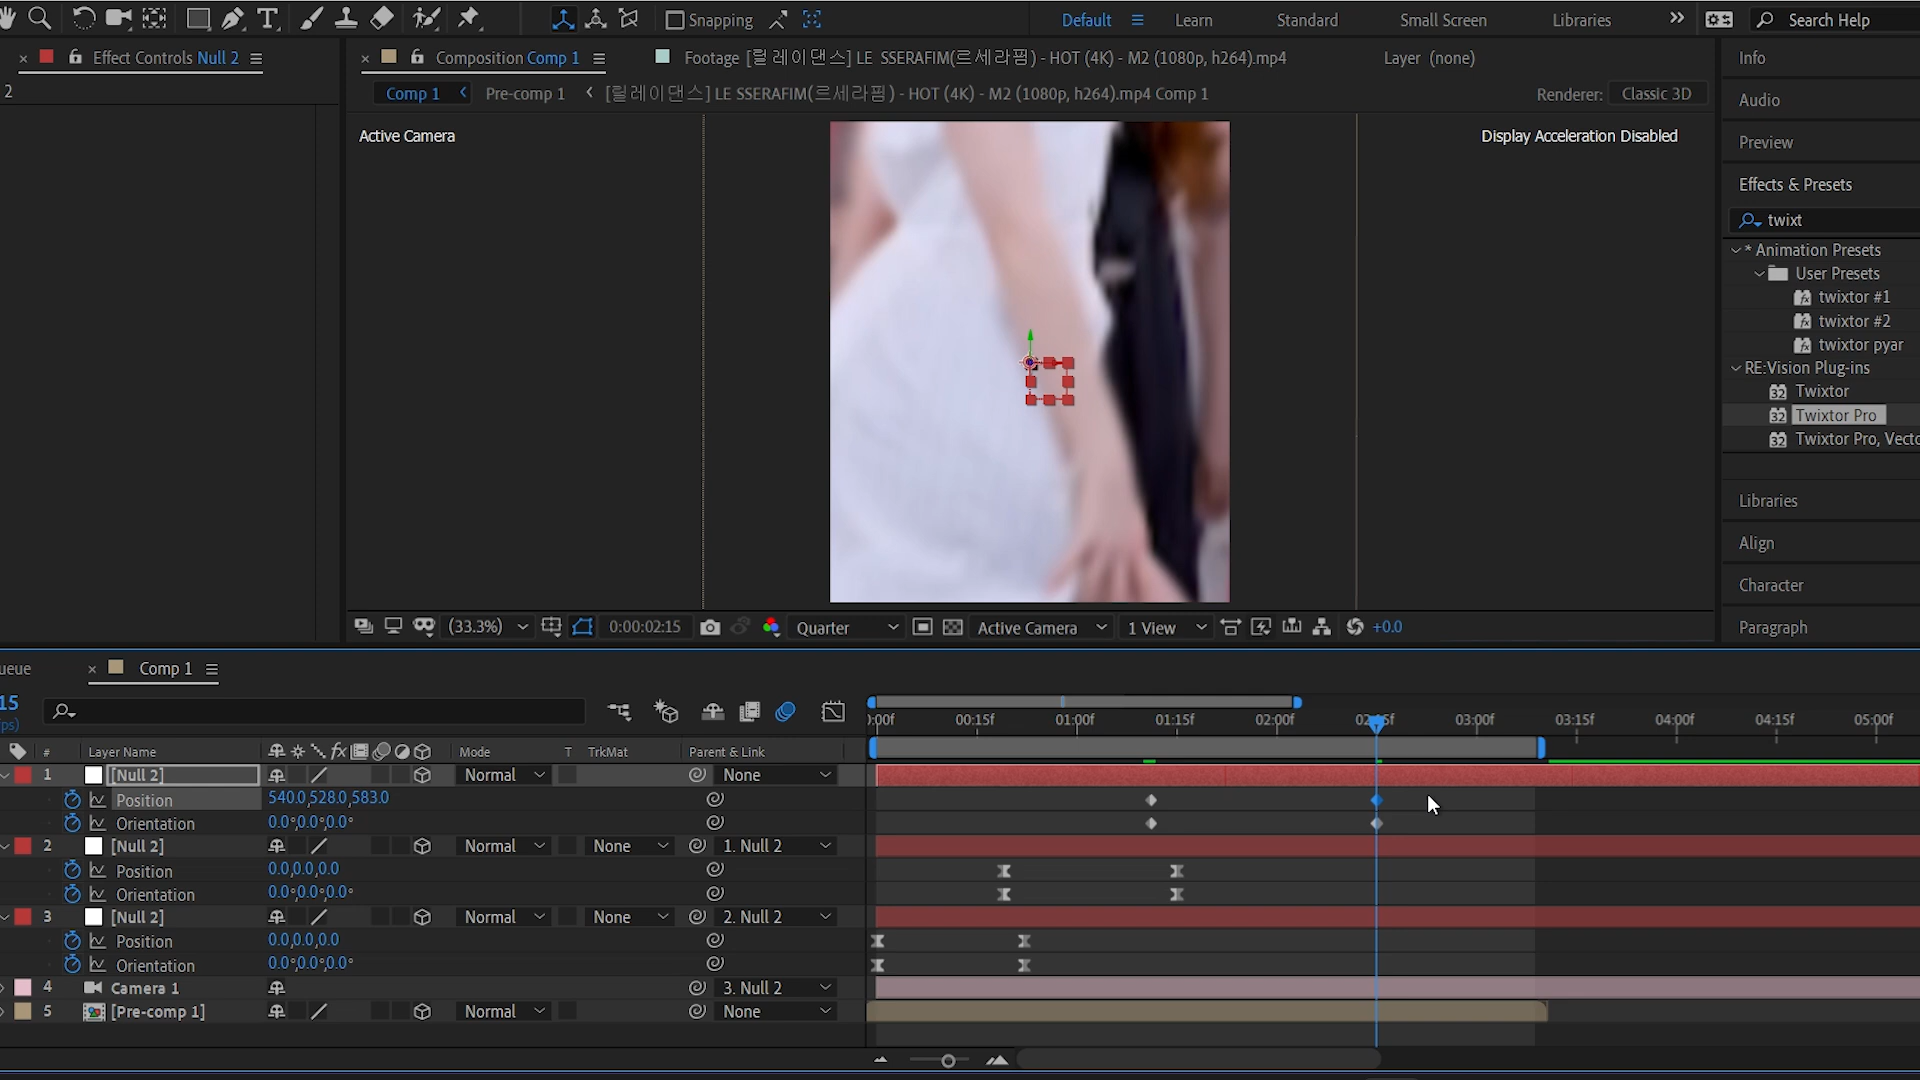 Snapping
Default
Learn
Standard
Small Screen
Libraries
Search Help
Effect Controls Null 2
Composition Comp 1
Footage [릴레이댄스] LE SSERAFIM(르세라핌) - HOT (4K) - M2 (1080p, h264).mp4
Layer (none)
Info
2
Comp 1
Pre-comp 1
[릴레이댄스] LE SSERAFIM(르세라핌) - HOT (4K) - M2 (1080p, h264).mp4 Comp 1
Renderer:
Classic 3D
Audio
Active Camera
Display Acceleration Disabled
Preview
Effects & Presets
twixt
* Animation Presets
User Presets
twixtor #1
twixtor #2
twixtor pyar
RE:Vision Plug-ins
Twixtor
Twixtor Pro
Twixtor Pro, Vecto
Libraries
Align
Character
Paragraph
(33.3%)
0:00:02:15
Quarter
Active Camera
1 View
+0.0
ueue
Comp 1
15
ps)
:00f
00:15f
01:00f
01:15f
02:00f
02:15f
03:00f
03:15f
04:00f
04:15f
05:00f
# Layer Name
fx
Mode
T TrkMat
Parent & Link
1 [Null 2] Normal None
Position 540.0,528.0,583.0
Orientation 0.0°,0.0°,0.0°
2 [Null 2] Normal None 1. Null 2
Position 0.0,0.0,0.0
Orientation 0.0°,0.0°,0.0°
3 [Null 2] Normal None 2. Null 2
Position 0.0,0.0,0.0
Orientation 0.0°,0.0°,0.0°
4 Camera 1 3. Null 2
5 [Pre-comp 1] Normal None